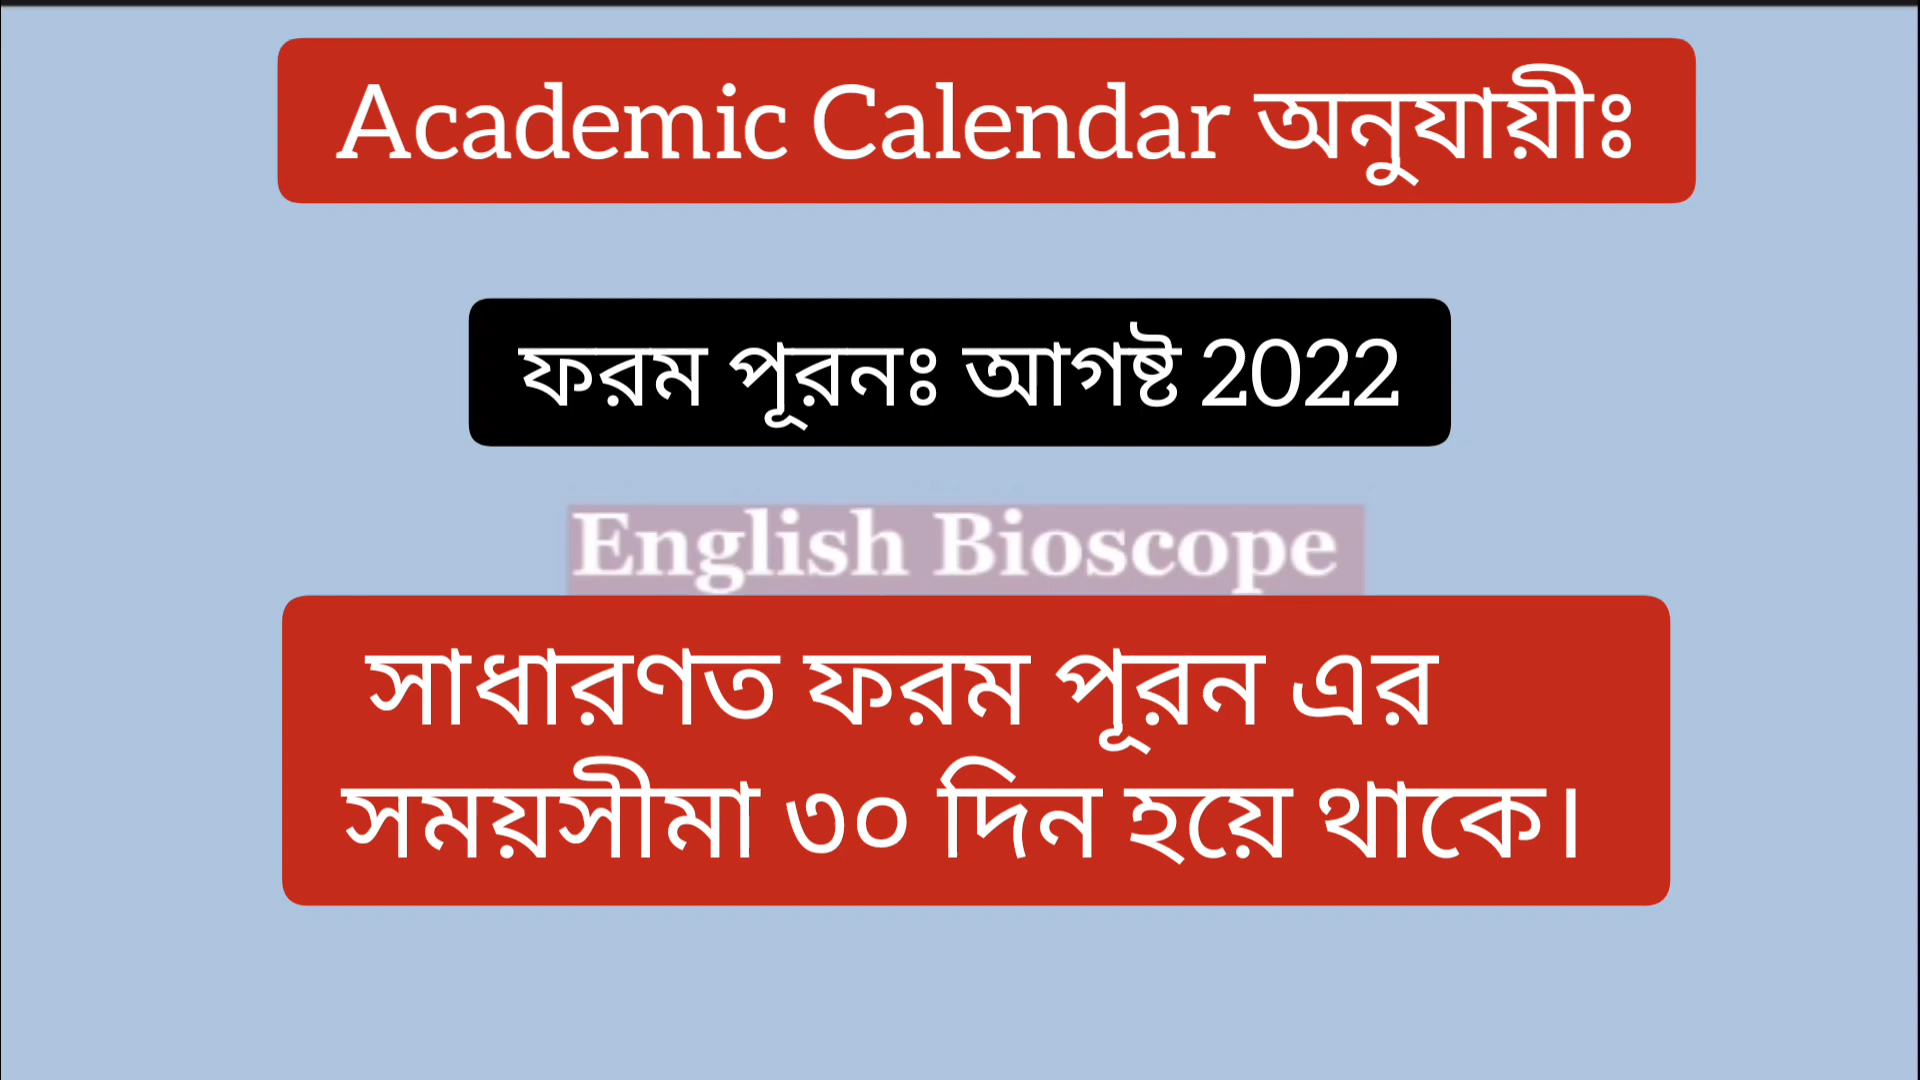 Academic Calendar অনুযায়ীঃ
ফরম পূরনঃ আগষ্ট 2022
English Bioscope
সাধারণত ফরম পূরন এর
সময়সীমা ৩০ দিন হয়ে থাকে।